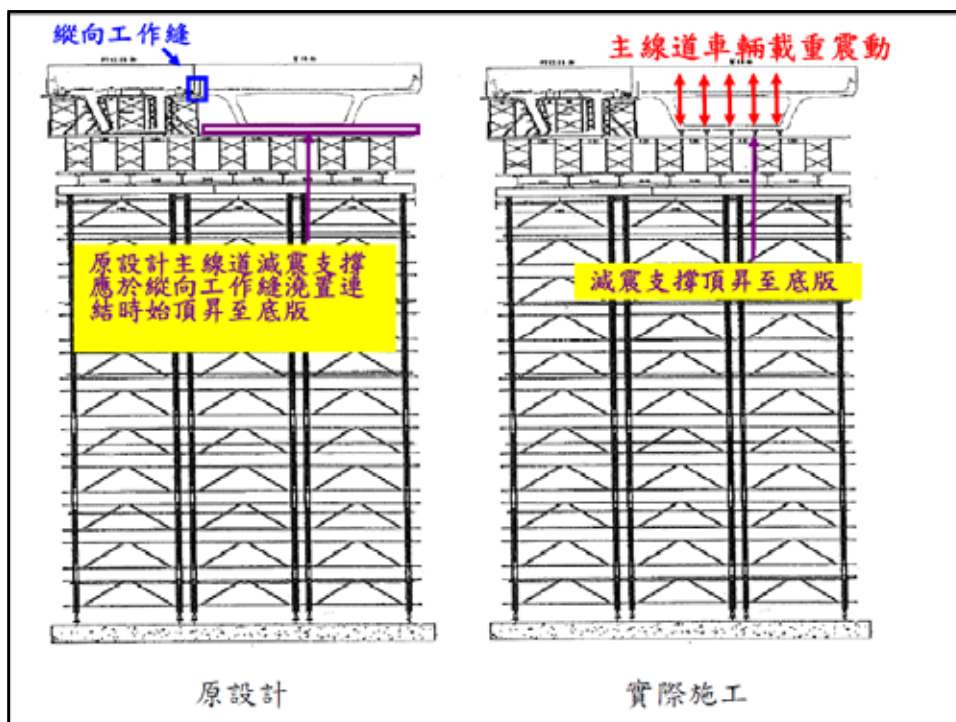 縱向工作縫
原設計主線道減震支撐
應於縱向工作縫澆置連
結時始頂昇至底版
原設計
主線道車輛載重震動
減震支撐頂昇至底版
實際施工